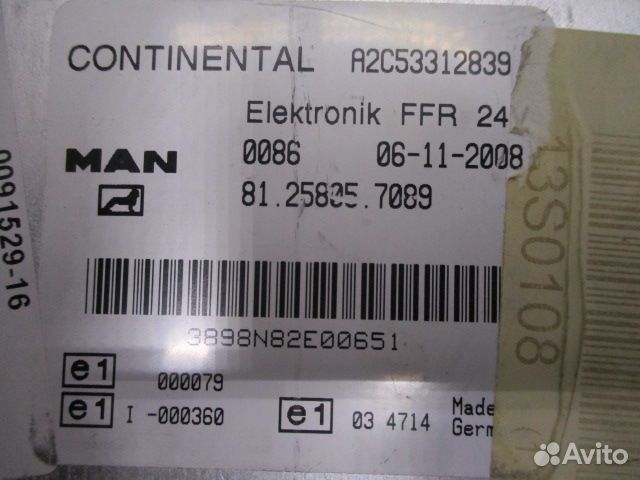 CONTINENTAL A2C53312839
Elektronik FFR 24V
MAN 0086 06-11-2008
81.25805.7089
3898N82E00651
e1 000079
e1 I -000360 e1 03 4714 Made
Germ
0091529-16
13S0108
Avito